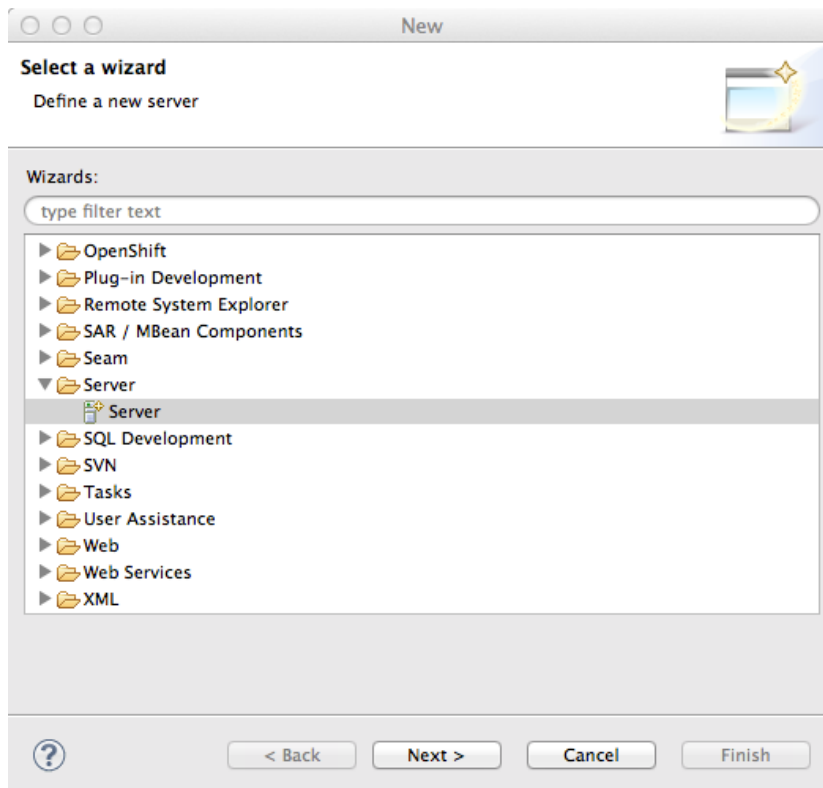 New
Select a wizard
Define a new server
Wizards:
type filter text
OpenShift
Plug-in Development
Remote System Explorer
SAR / MBean Components
Seam
Server
Server
SQL Development
SVN
Tasks
User Assistance
Web
Web Services
XML
? < Back Next > Cancel Finish